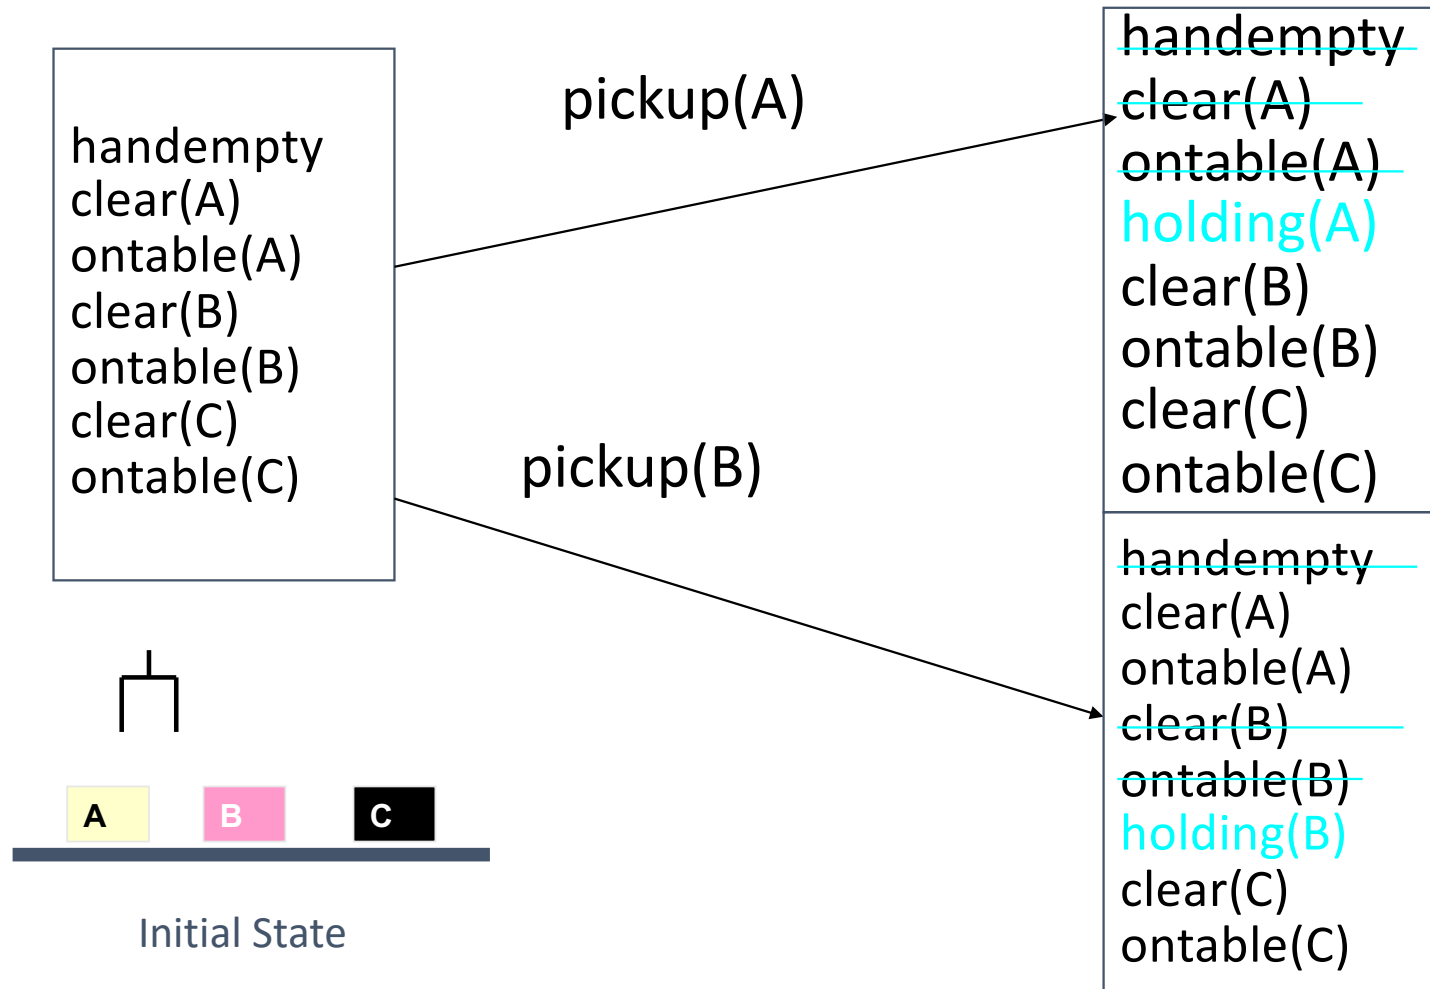 handempty
clear(A)
ontable(A)
clear(B)
ontable(B)
clear(C)
ontable(C)
pickup(A)
pickup(B)
handempty
clear(A)
ontable(A)
holding(A)
clear(B)
ontable(B)
clear(C)
ontable(C)
handempty
clear(A)
ontable(A)
clear(B)
ontable(B)
holding(B)
clear(C)
ontable(C)
A B C
Initial State